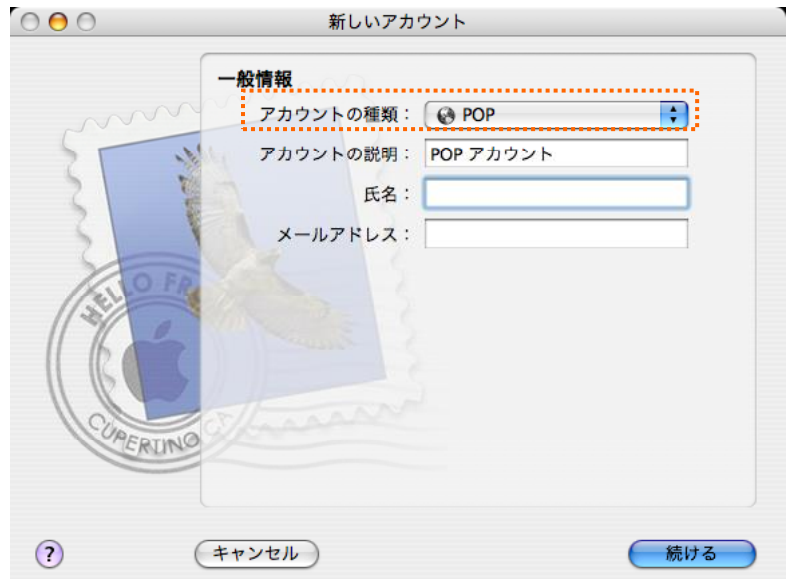 新しいアカウント
一般情報
アカウントの種類： POP
アカウントの説明： POP アカウント
氏名：
メールアドレス：
HELLO FR
CUPERTINO CA
? キャンセル 続ける